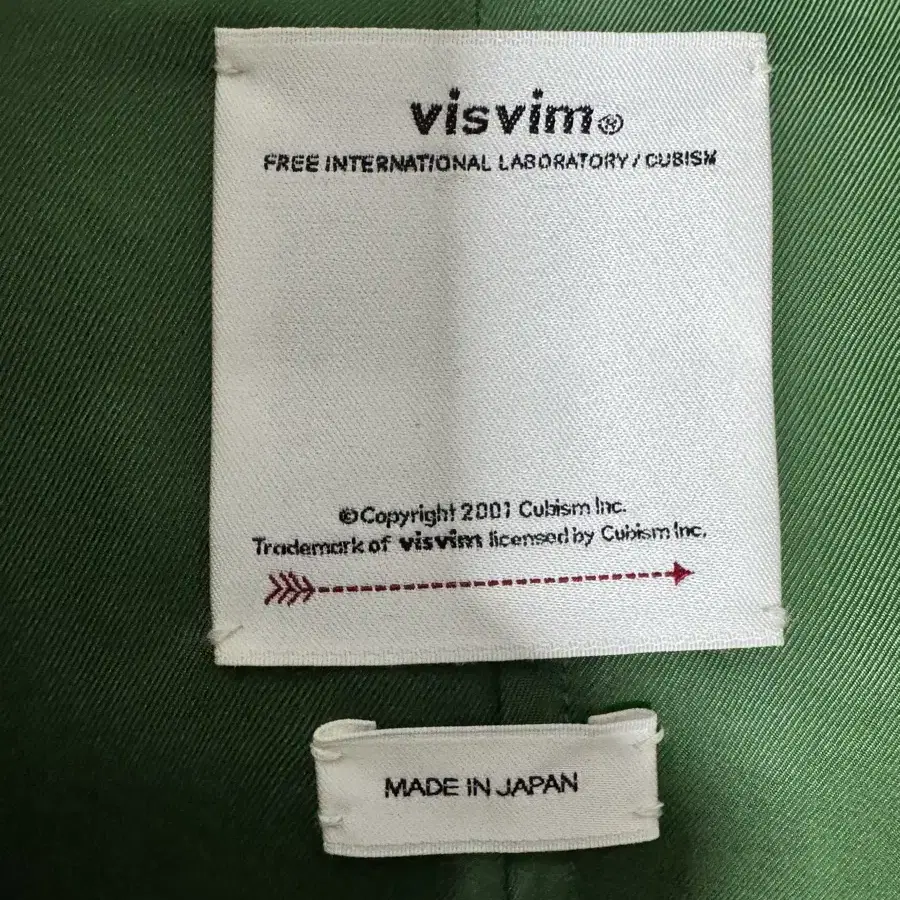 visvim®
FREE INTERNATIONAL LABORATORY / CUBISM
©Copyright 2001 Cubism Inc.
Trademark of visvim licensed by Cubism Inc.
MADE IN JAPAN